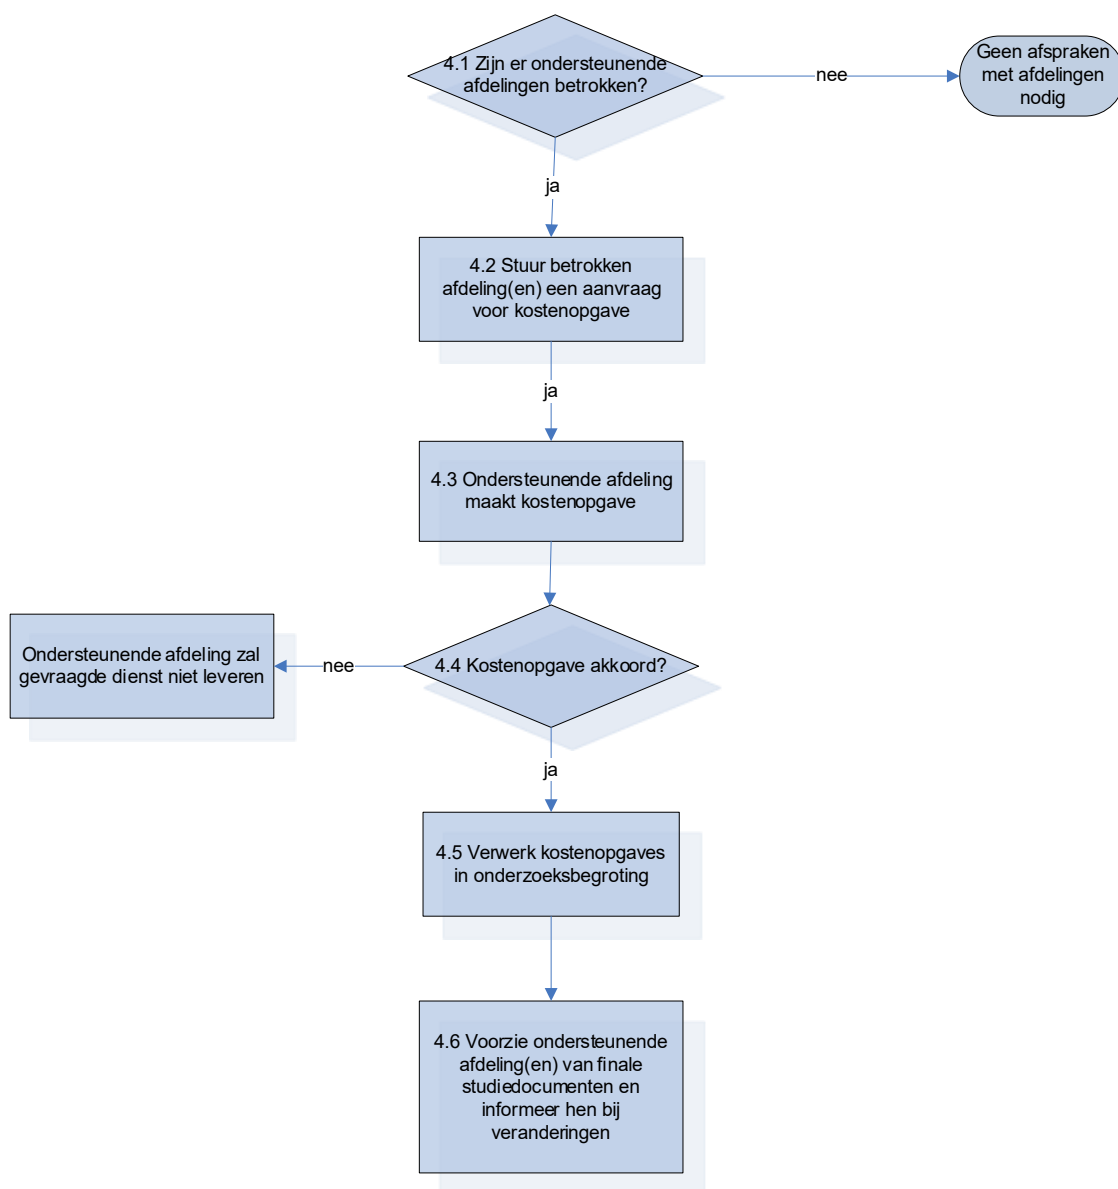 4.1 Zijn er ondersteunende
afdelingen betrokken?
nee
Geen afspraken
met afdelingen
nodig
ja
4.2 Stuur betrokken
afdeling(en) een aanvraag
voor kostenopgave
ja
4.3 Ondersteunende afdeling
maakt kostenopgave
4.4 Kostenopgave akkoord?
nee
Ondersteunende afdeling zal
gevraagde dienst niet leveren
ja
4.5 Verwerk kostenopgaves
in onderzoeksbegroting
4.6 Voorzie ondersteunende
afdeling(en) van finale
studiedocumenten en
informeer hen bij
veranderingen